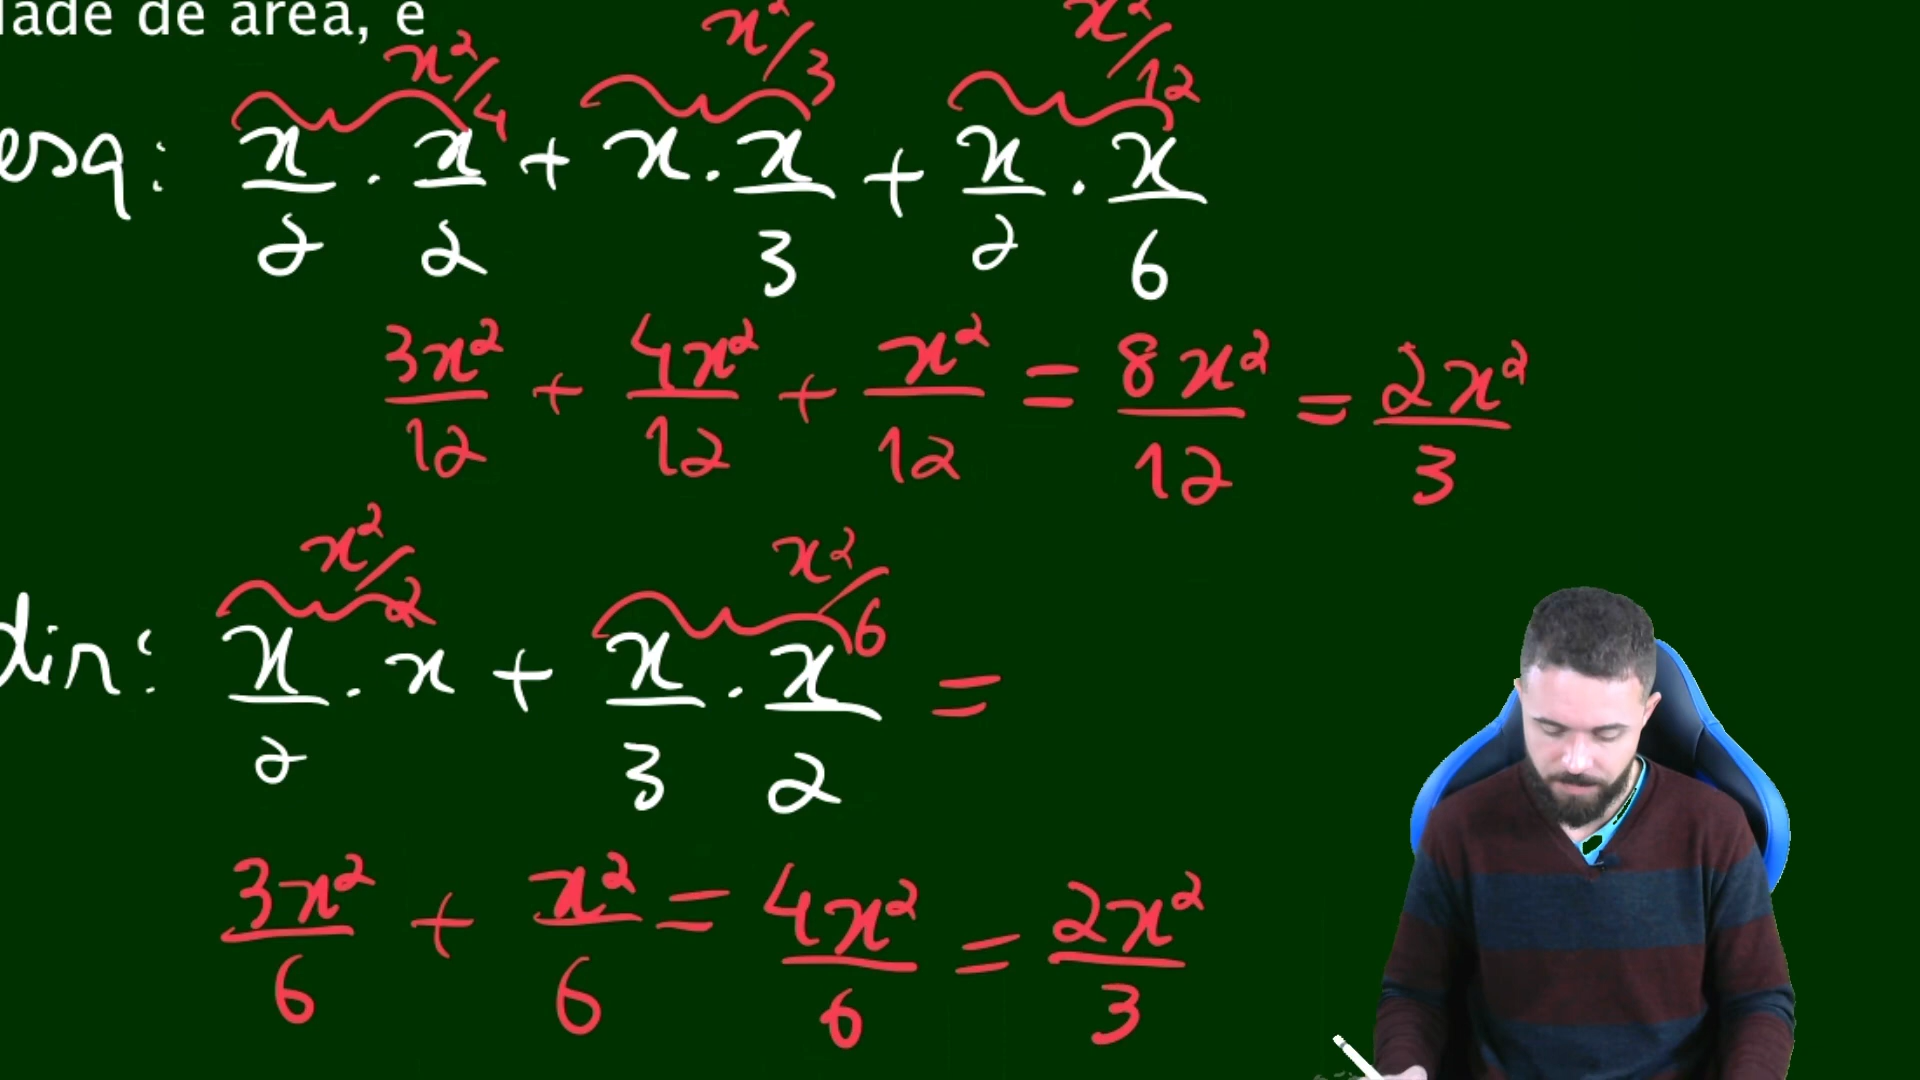 dade de área, e
x²/4 x²/3 x²/12
esq: x/2 · x/2 + x · x/3 + x/2 · x/6
3x²/12 + 4x²/12 + x²/12 = 8x²/12 = 2x²/3
x²/2 x²/6
dir: x/2 · x + x/3 · x/2 =
3x²/6 + x²/6 = 4x²/6 = 2x²/3